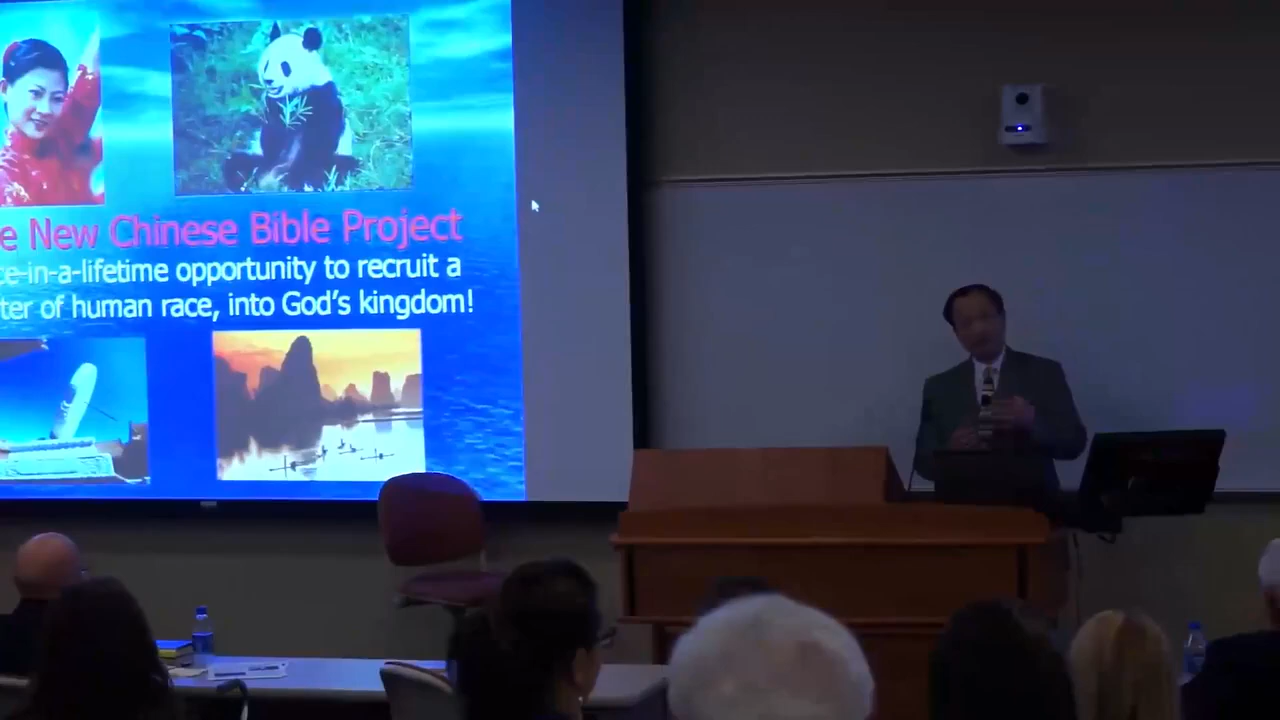 e New Chinese Bible Project
ce-in-a-lifetime opportunity to recruit a
ter of human race, into God's kingdom!